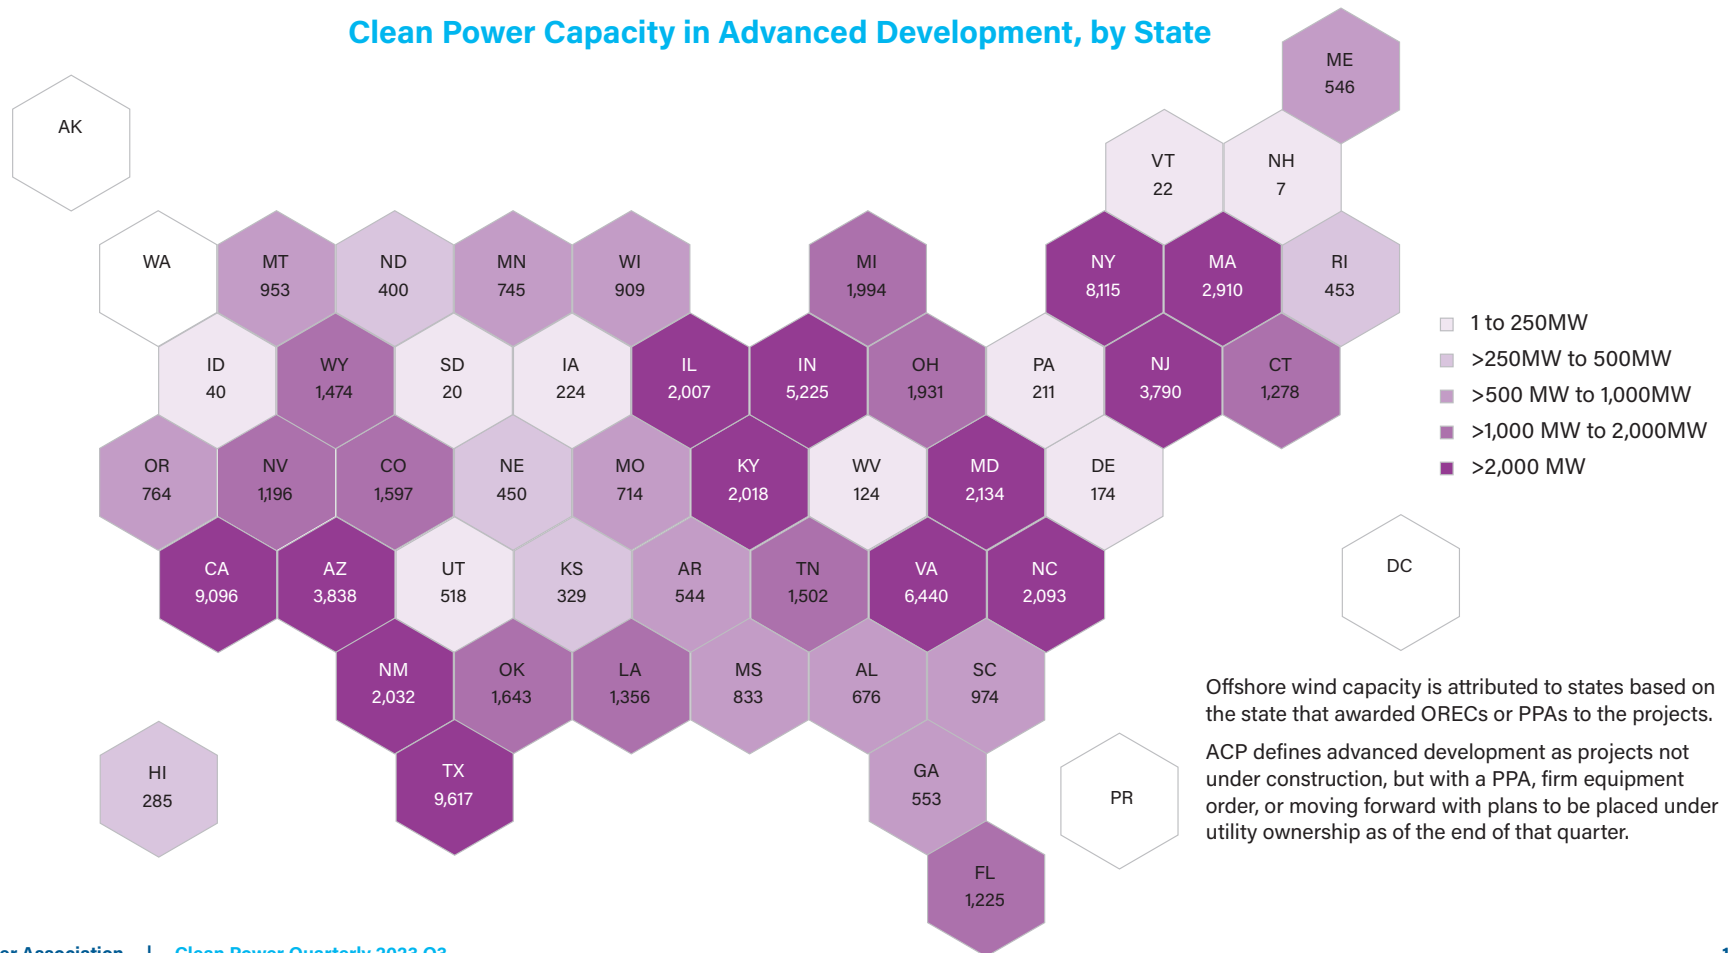 Clean Power Capacity in Advanced Development, by State
ME
546
AK
VT
22
NH
7
WA
MT
953
ND
400
MN
745
WI
909
MI
1,994
NY
8,115
MA
2,910
RI
453
1 to 250MW
>250MW to 500MW
>500 MW to 1,000MW
>1,000 MW to 2,000MW
>2,000 MW
ID
40
WY
1,474
SD
20
IA
224
IL
2,007
IN
5,225
OH
1,931
PA
211
NJ
3,790
CT
1,278
OR
764
NV
1,196
CO
1,597
NE
450
MO
714
KY
2,018
WV
124
MD
2,134
DE
174
CA
9,096
AZ
3,838
UT
518
KS
329
AR
544
TN
1,502
VA
6,440
NC
2,093
DC
NM
2,032
OK
1,643
LA
1,356
MS
833
AL
676
SC
974
HI
285
TX
9,617
GA
553
PR
FL
1,225
Offshore wind capacity is attributed to states based on
the state that awarded ORECs or PPAs to the projects.
ACP defines advanced development as projects not
under construction, but with a PPA, firm equipment
order, or moving forward with plans to be placed under
utility ownership as of the end of that quarter.
er Association | Clean Power Quarterly 2023 Q3
1